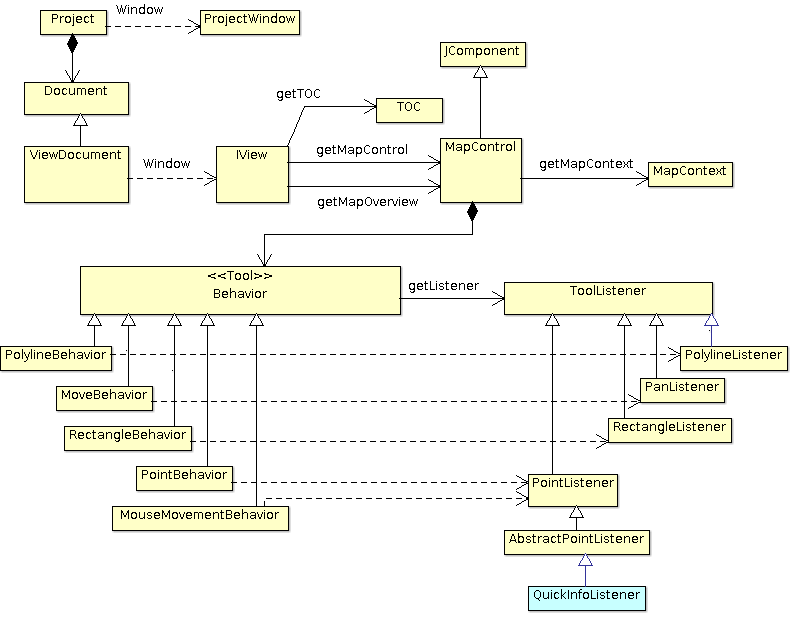 Project
Window
ProjectWindow
JComponent
Document
getTOC
TOC
ViewDocument
Window
IView
getMapControl
MapControl
getMapContext
MapContext
getMapOverview
<<Tool>>
Behavior
getListener
ToolListener
PolylineBehavior
PolylineListener
MoveBehavior
PanListener
RectangleBehavior
RectangleListener
PointBehavior
PointListener
MouseMovementBehavior
AbstractPointListener
QuickInfoListener